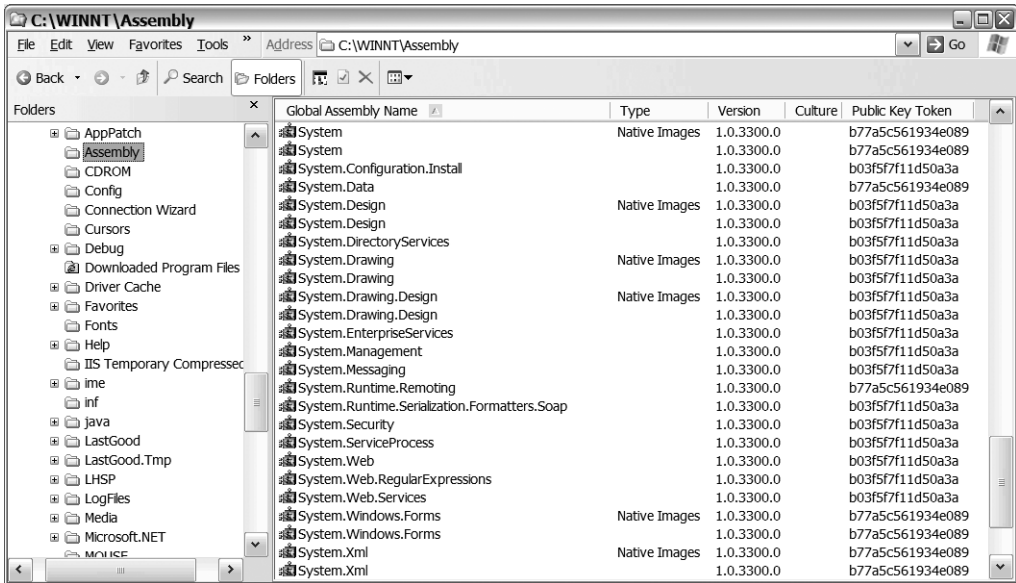 C:\WINNT\Assembly
File Edit View Favorites Tools » Address C:\WINNT\Assembly Go
Back Search Folders
Folders
AppPatch
Assembly
CDROM
Config
Connection Wizard
Cursors
Debug
Downloaded Program Files
Driver Cache
Favorites
Fonts
Help
IIS Temporary Compressed
ime
inf
java
LastGood
LastGood.Tmp
LHSP
LogFiles
Media
Microsoft.NET
MOUSE
Global Assembly Name Type Version Culture Public Key Token
System Native Images 1.0.3300.0 b77a5c561934e089
System 1.0.3300.0 b77a5c561934e089
System.Configuration.Install 1.0.3300.0 b03f5f7f11d50a3a
System.Data 1.0.3300.0 b77a5c561934e089
System.Design Native Images 1.0.3300.0 b03f5f7f11d50a3a
System.Design 1.0.3300.0 b03f5f7f11d50a3a
System.DirectoryServices 1.0.3300.0 b03f5f7f11d50a3a
System.Drawing Native Images 1.0.3300.0 b03f5f7f11d50a3a
System.Drawing 1.0.3300.0 b03f5f7f11d50a3a
System.Drawing.Design Native Images 1.0.3300.0 b03f5f7f11d50a3a
System.Drawing.Design 1.0.3300.0 b03f5f7f11d50a3a
System.EnterpriseServices 1.0.3300.0 b03f5f7f11d50a3a
System.Management 1.0.3300.0 b03f5f7f11d50a3a
System.Messaging 1.0.3300.0 b03f5f7f11d50a3a
System.Runtime.Remoting 1.0.3300.0 b77a5c561934e089
System.Runtime.Serialization.Formatters.Soap 1.0.3300.0 b03f5f7f11d50a3a
System.Security 1.0.3300.0 b03f5f7f11d50a3a
System.ServiceProcess 1.0.3300.0 b03f5f7f11d50a3a
System.Web 1.0.3300.0 b03f5f7f11d50a3a
System.Web.RegularExpressions 1.0.3300.0 b03f5f7f11d50a3a
System.Web.Services 1.0.3300.0 b03f5f7f11d50a3a
System.Windows.Forms Native Images 1.0.3300.0 b77a5c561934e089
System.Windows.Forms 1.0.3300.0 b77a5c561934e089
System.Xml Native Images 1.0.3300.0 b77a5c561934e089
System.Xml 1.0.3300.0 b77a5c561934e089